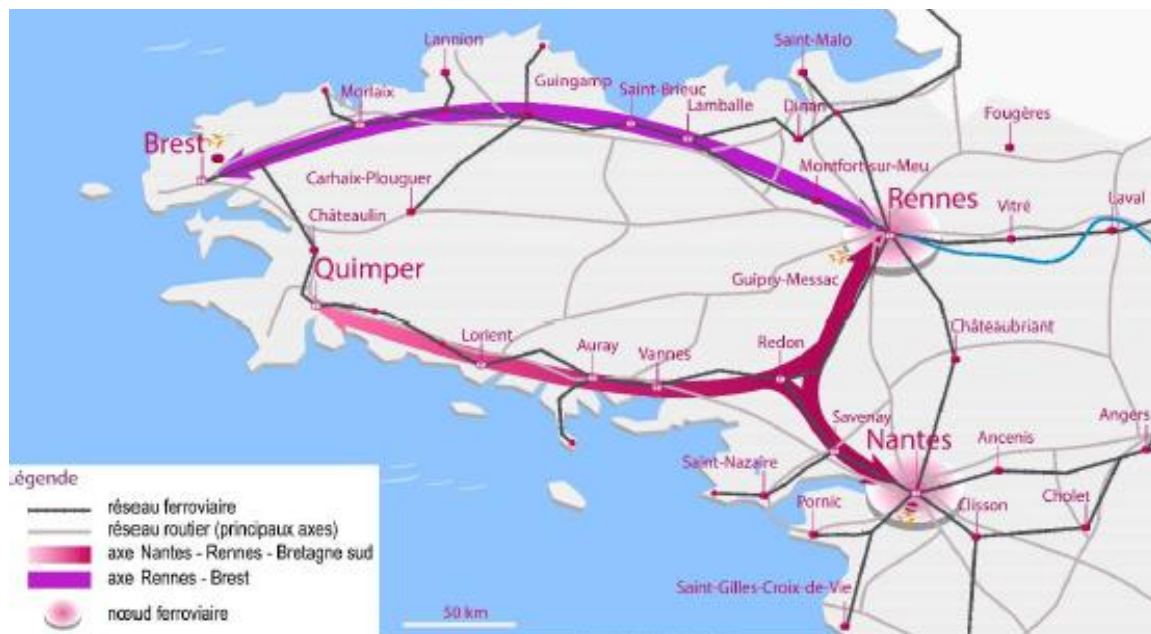 Lannion
Saint-Malo
Guingamp
Morlaix
Saint-Brieuc
Lamballe
Dinan
Fougères
Brest
Montfort-sur-Meu
Carhaix-Plouguer
Rennes
Vitré
Laval
Châteaulin
Quimper
Guipry-Messac
Lorient
Auray
Vannes
Redon
Châteaubriant
Savenay
Nantes
Ancenis
Angers
Saint-Nazaire
Pornic
Clisson
Cholet
Saint-Gilles-Croix-de-Vie
Légende
réseau ferroviaire
réseau routier (principaux axes)
axe Nantes - Rennes - Bretagne sud
axe Rennes - Brest
nœud ferroviaire
50 km